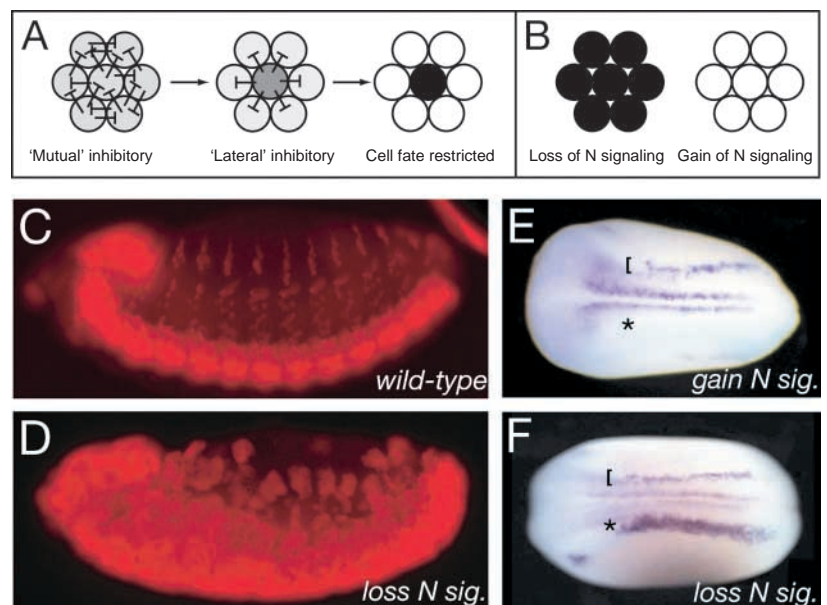 A
B
'Mutual' inhibitory
'Lateral' inhibitory
Cell fate restricted
Loss of N signaling
Gain of N signaling
C
wild-type
E
[
*
gain N sig.
D
loss N sig.
F
[
*
loss N sig.